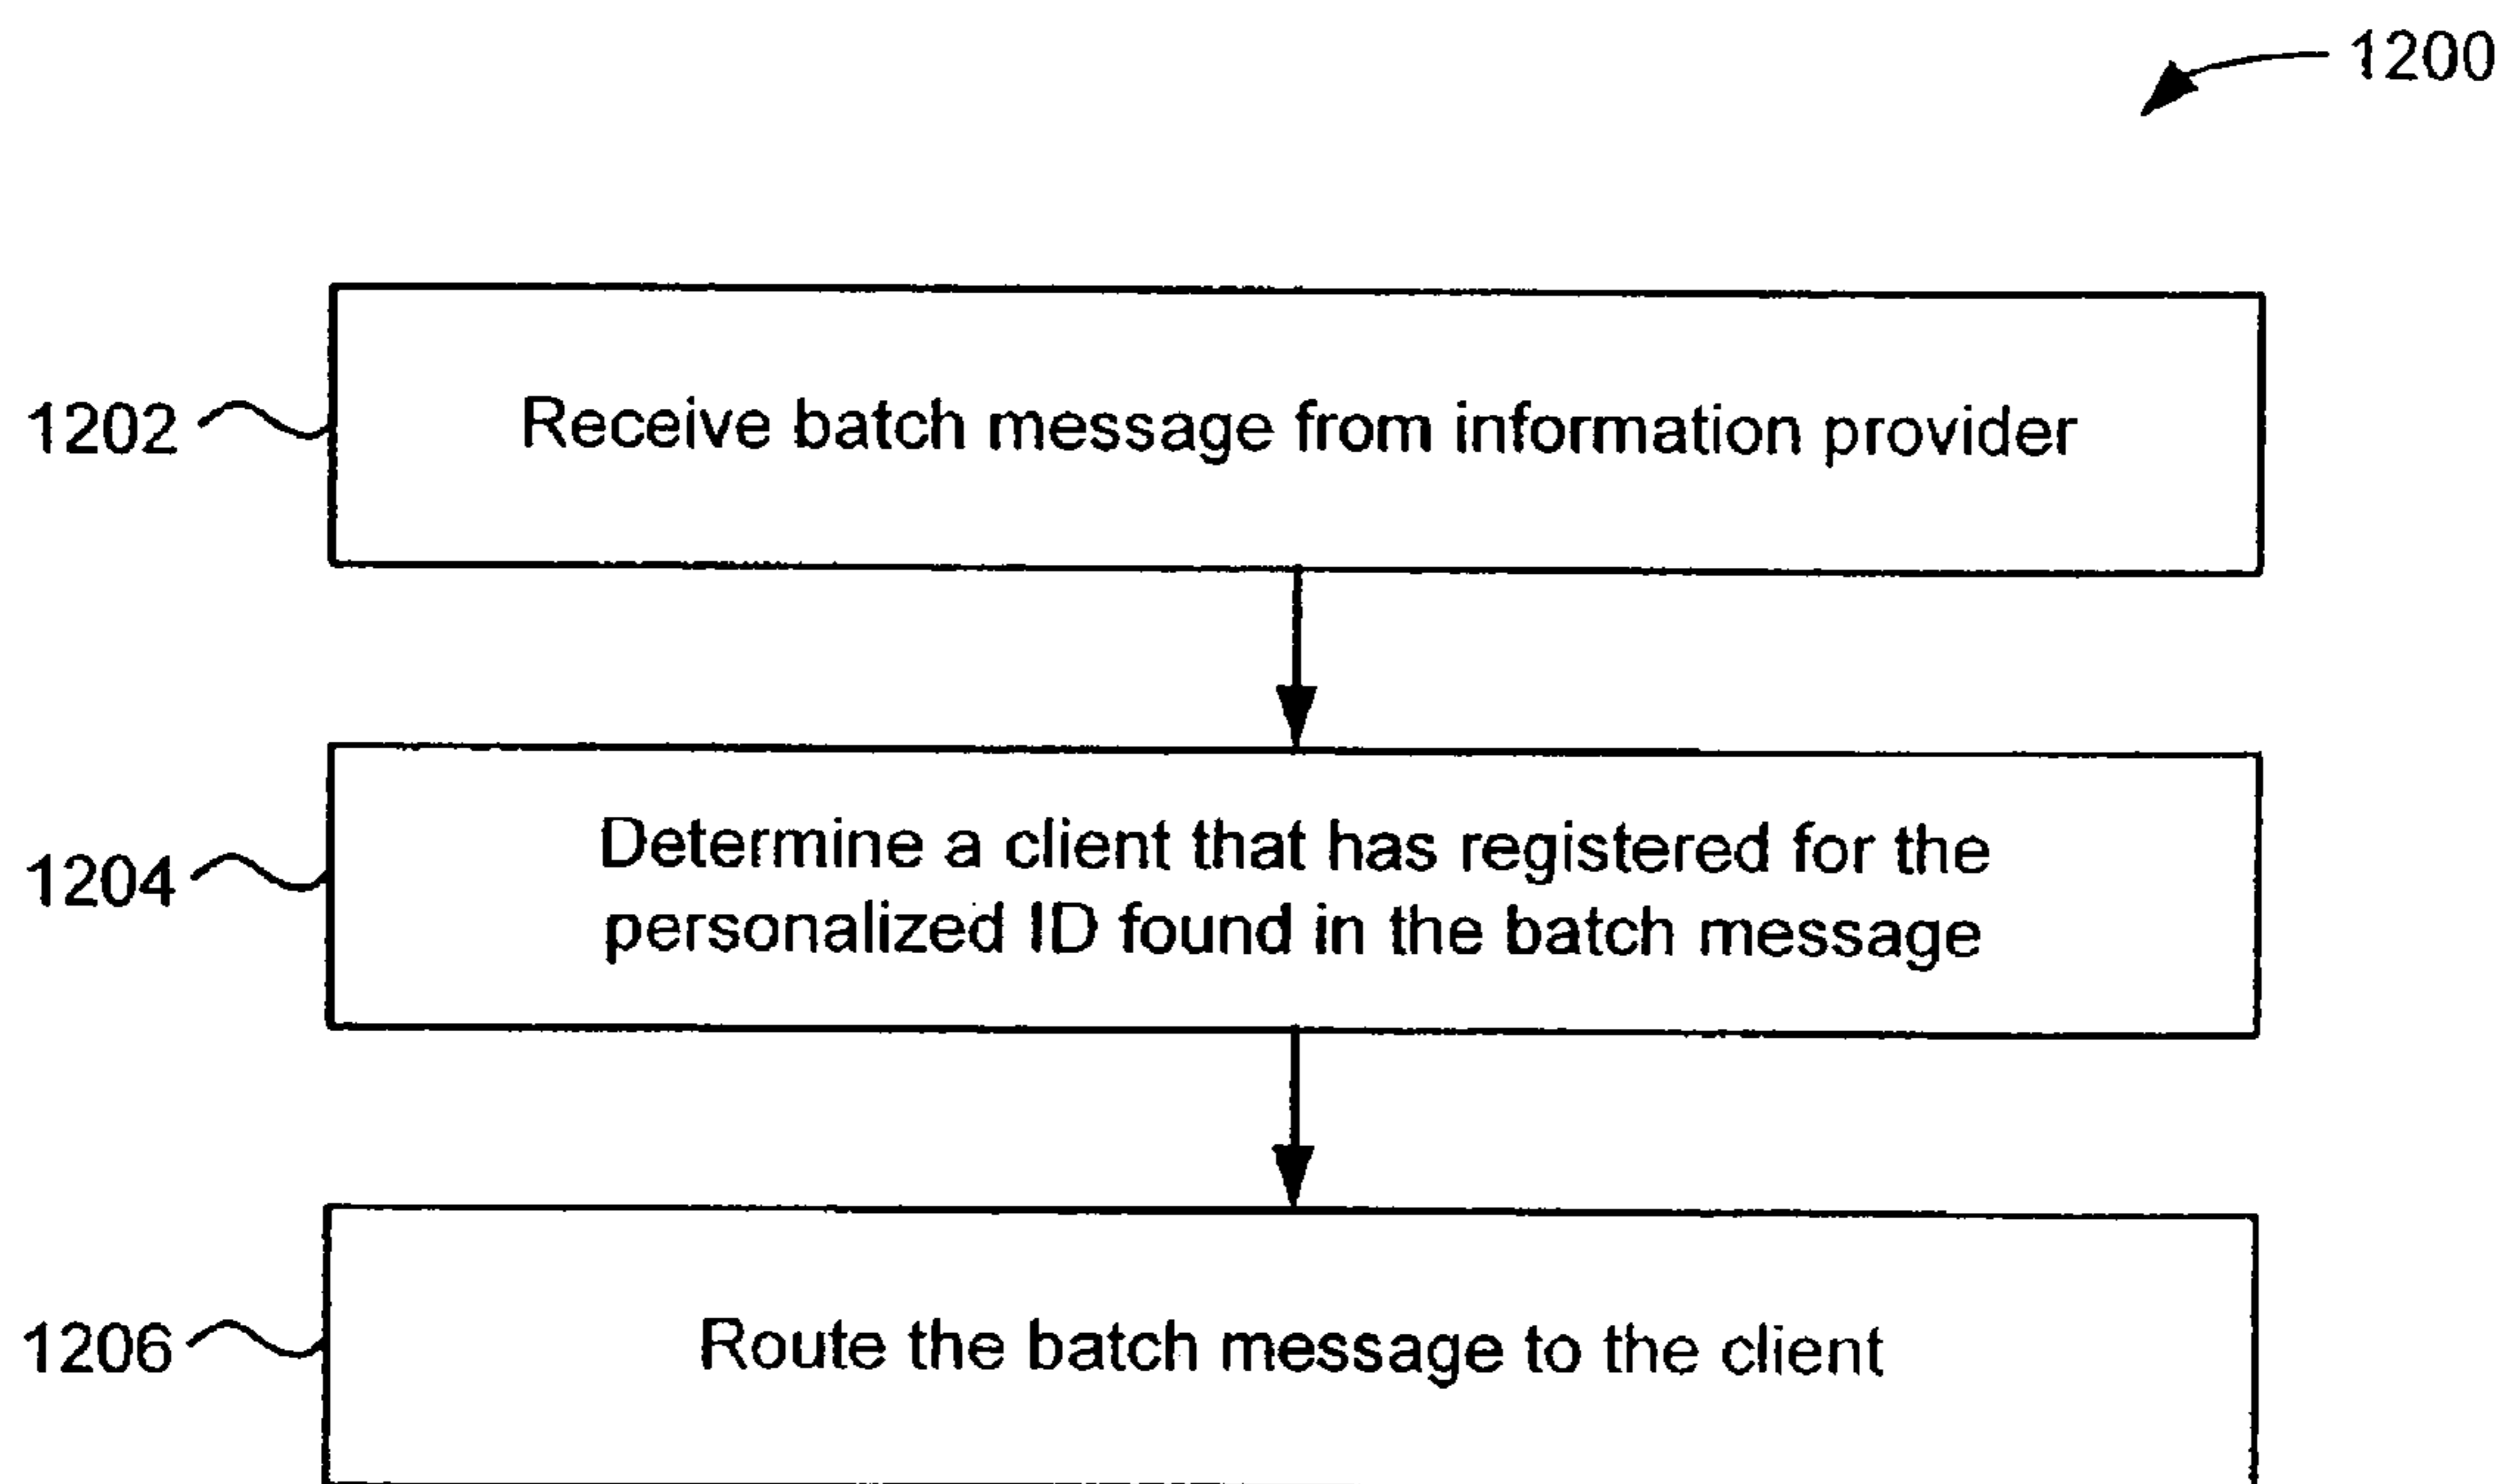 1200
1202
Receive batch message from information provider
1204
Determine a client that has registered for the
personalized ID found in the batch message
1206
Route the batch message to the client